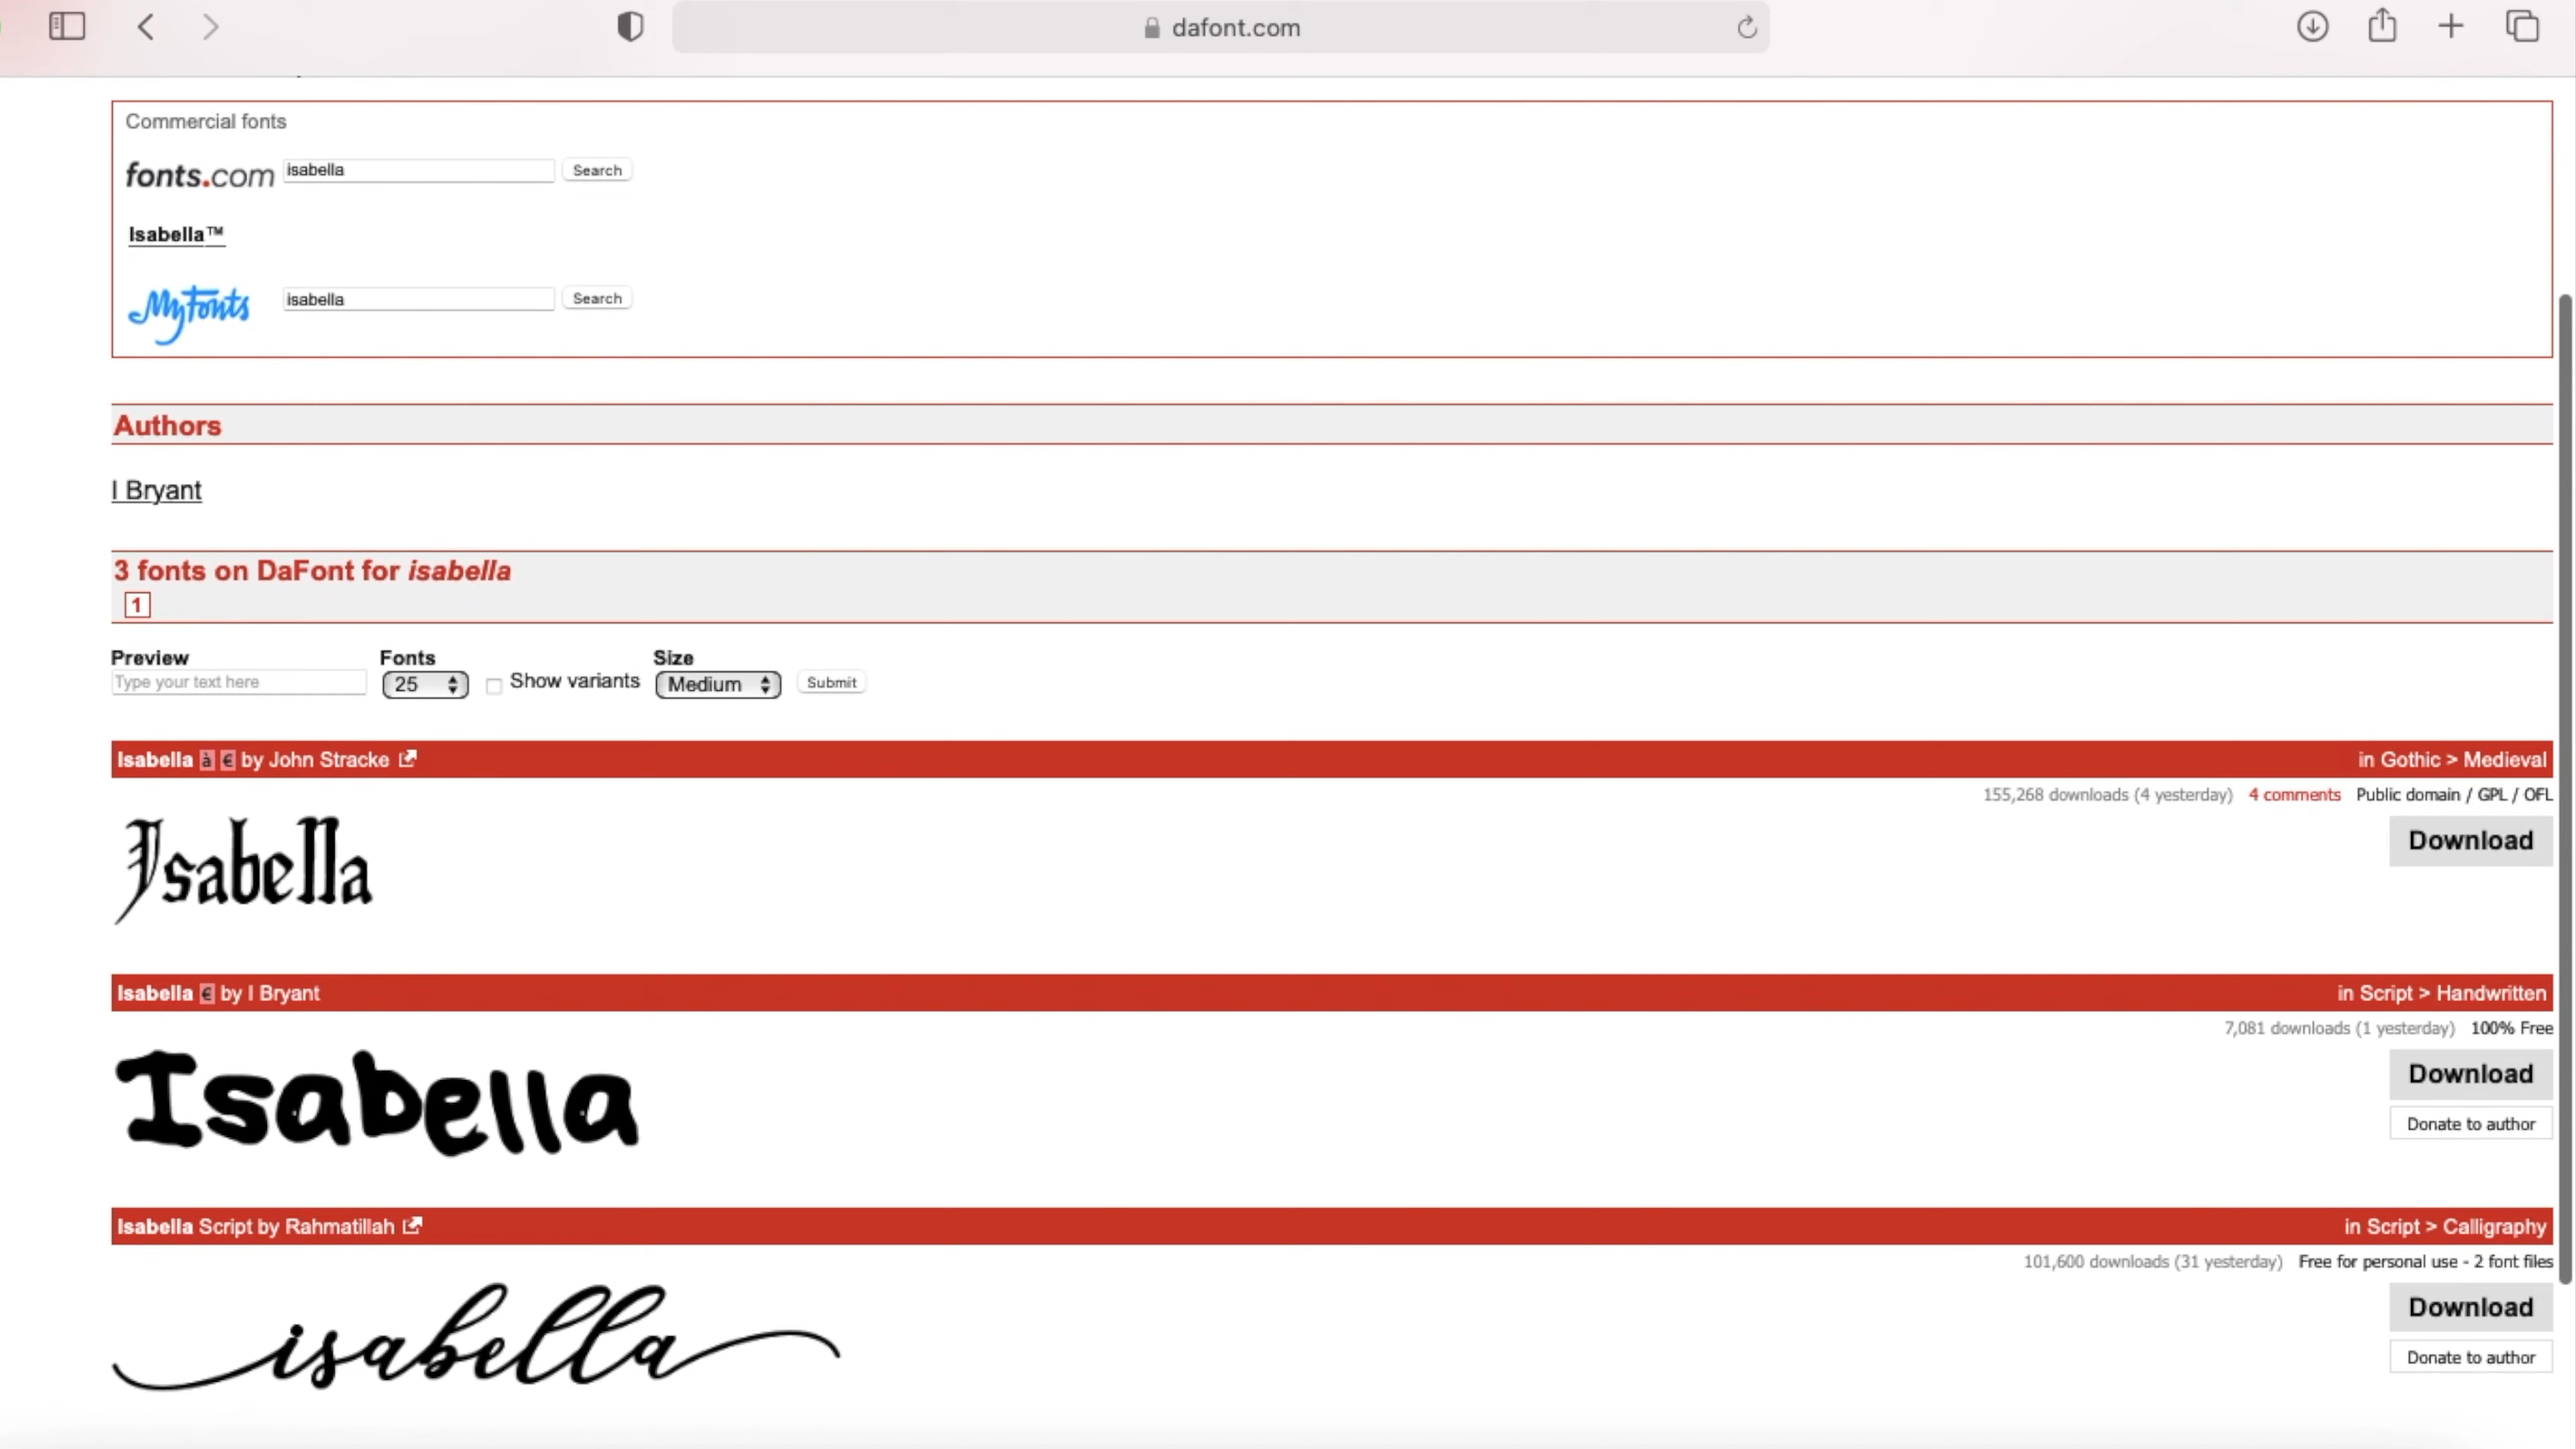 dafont.com
Commercial fonts
fonts.com isabella Search
Isabella™
MyFonts isabella Search
Authors
I Bryant
3 fonts on DaFont for isabella
1
Preview Fonts Size
Type your text here 25 Show variants Medium Submit
Isabella à € by John Stracke in Gothic > Medieval
155,268 downloads (4 yesterday) 4 comments Public domain / GPL / OFL
Isabella Download
Isabella € by I Bryant in Script > Handwritten
7,081 downloads (1 yesterday) 100% Free
Isabella Download
Donate to author
Isabella Script by Rahmatillah in Script > Calligraphy
101,600 downloads (31 yesterday) Free for personal use - 2 font files
isabella Download
Donate to author